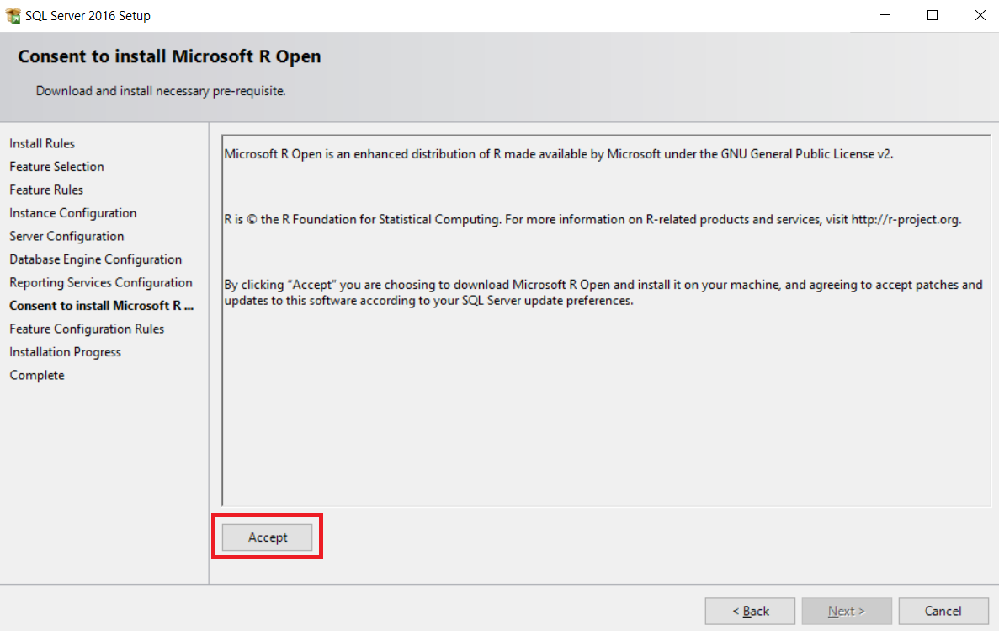 SQL Server 2016 Setup
Consent to install Microsoft R Open
Download and install necessary pre-requisite.
Install Rules
Feature Selection
Feature Rules
Instance Configuration
Server Configuration
Database Engine Configuration
Reporting Services Configuration
Consent to install Microsoft R ...
Feature Configuration Rules
Installation Progress
Complete
Microsoft R Open is an enhanced distribution of R made available by Microsoft under the GNU General Public License v2.
R is © the R Foundation for Statistical Computing. For more information on R-related products and services, visit http://r-project.org.
By clicking “Accept” you are choosing to download Microsoft R Open and install it on your machine, and agreeing to accept patches and
updates to this software according to your SQL Server update preferences.
Accept
< Back
Next >
Cancel